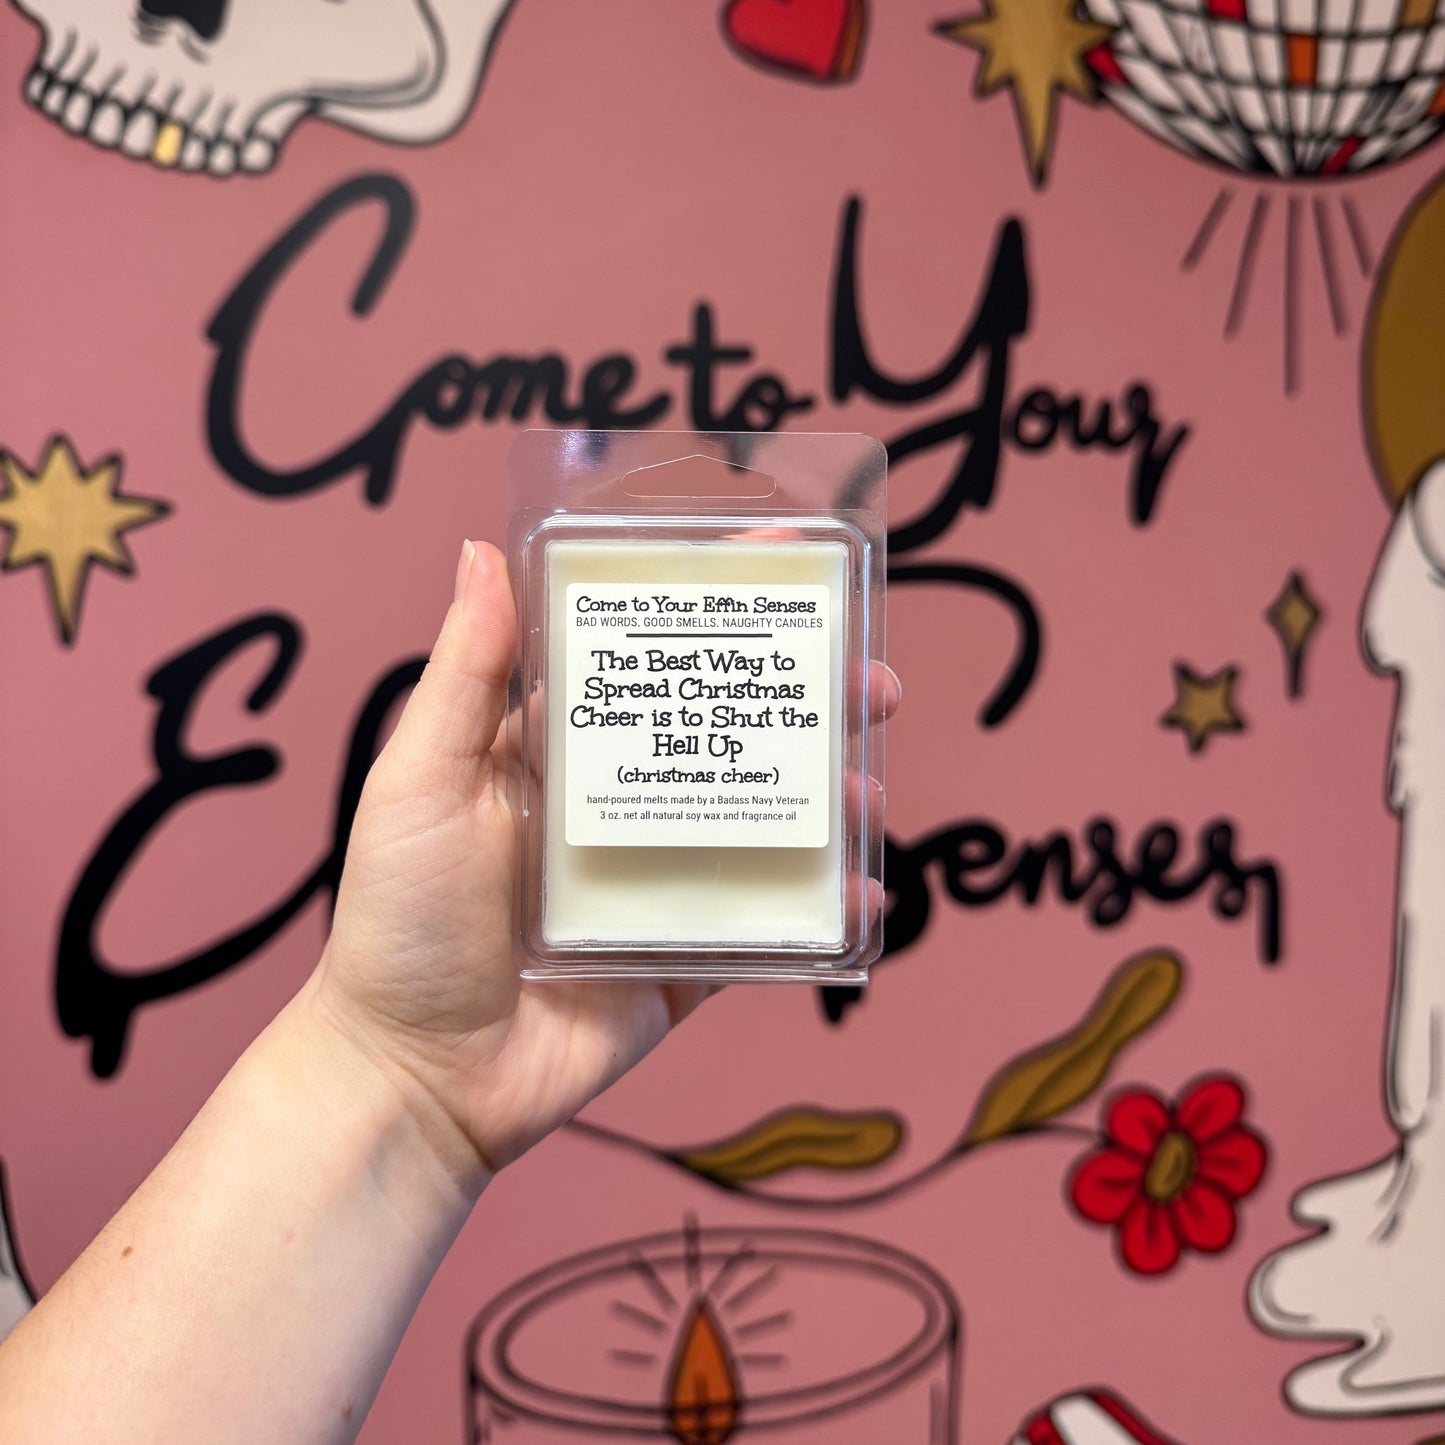 Come to Your
Senses
Come to Your Effin Senses
BAD WORDS. GOOD SMELLS. NAUGHTY CANDLES
The Best Way to
Spread Christmas
Cheer is to Shut the
Hell Up
(christmas cheer)
hand-poured melts made by a Badass Navy Veteran
3 oz. net all natural soy wax and fragrance oil